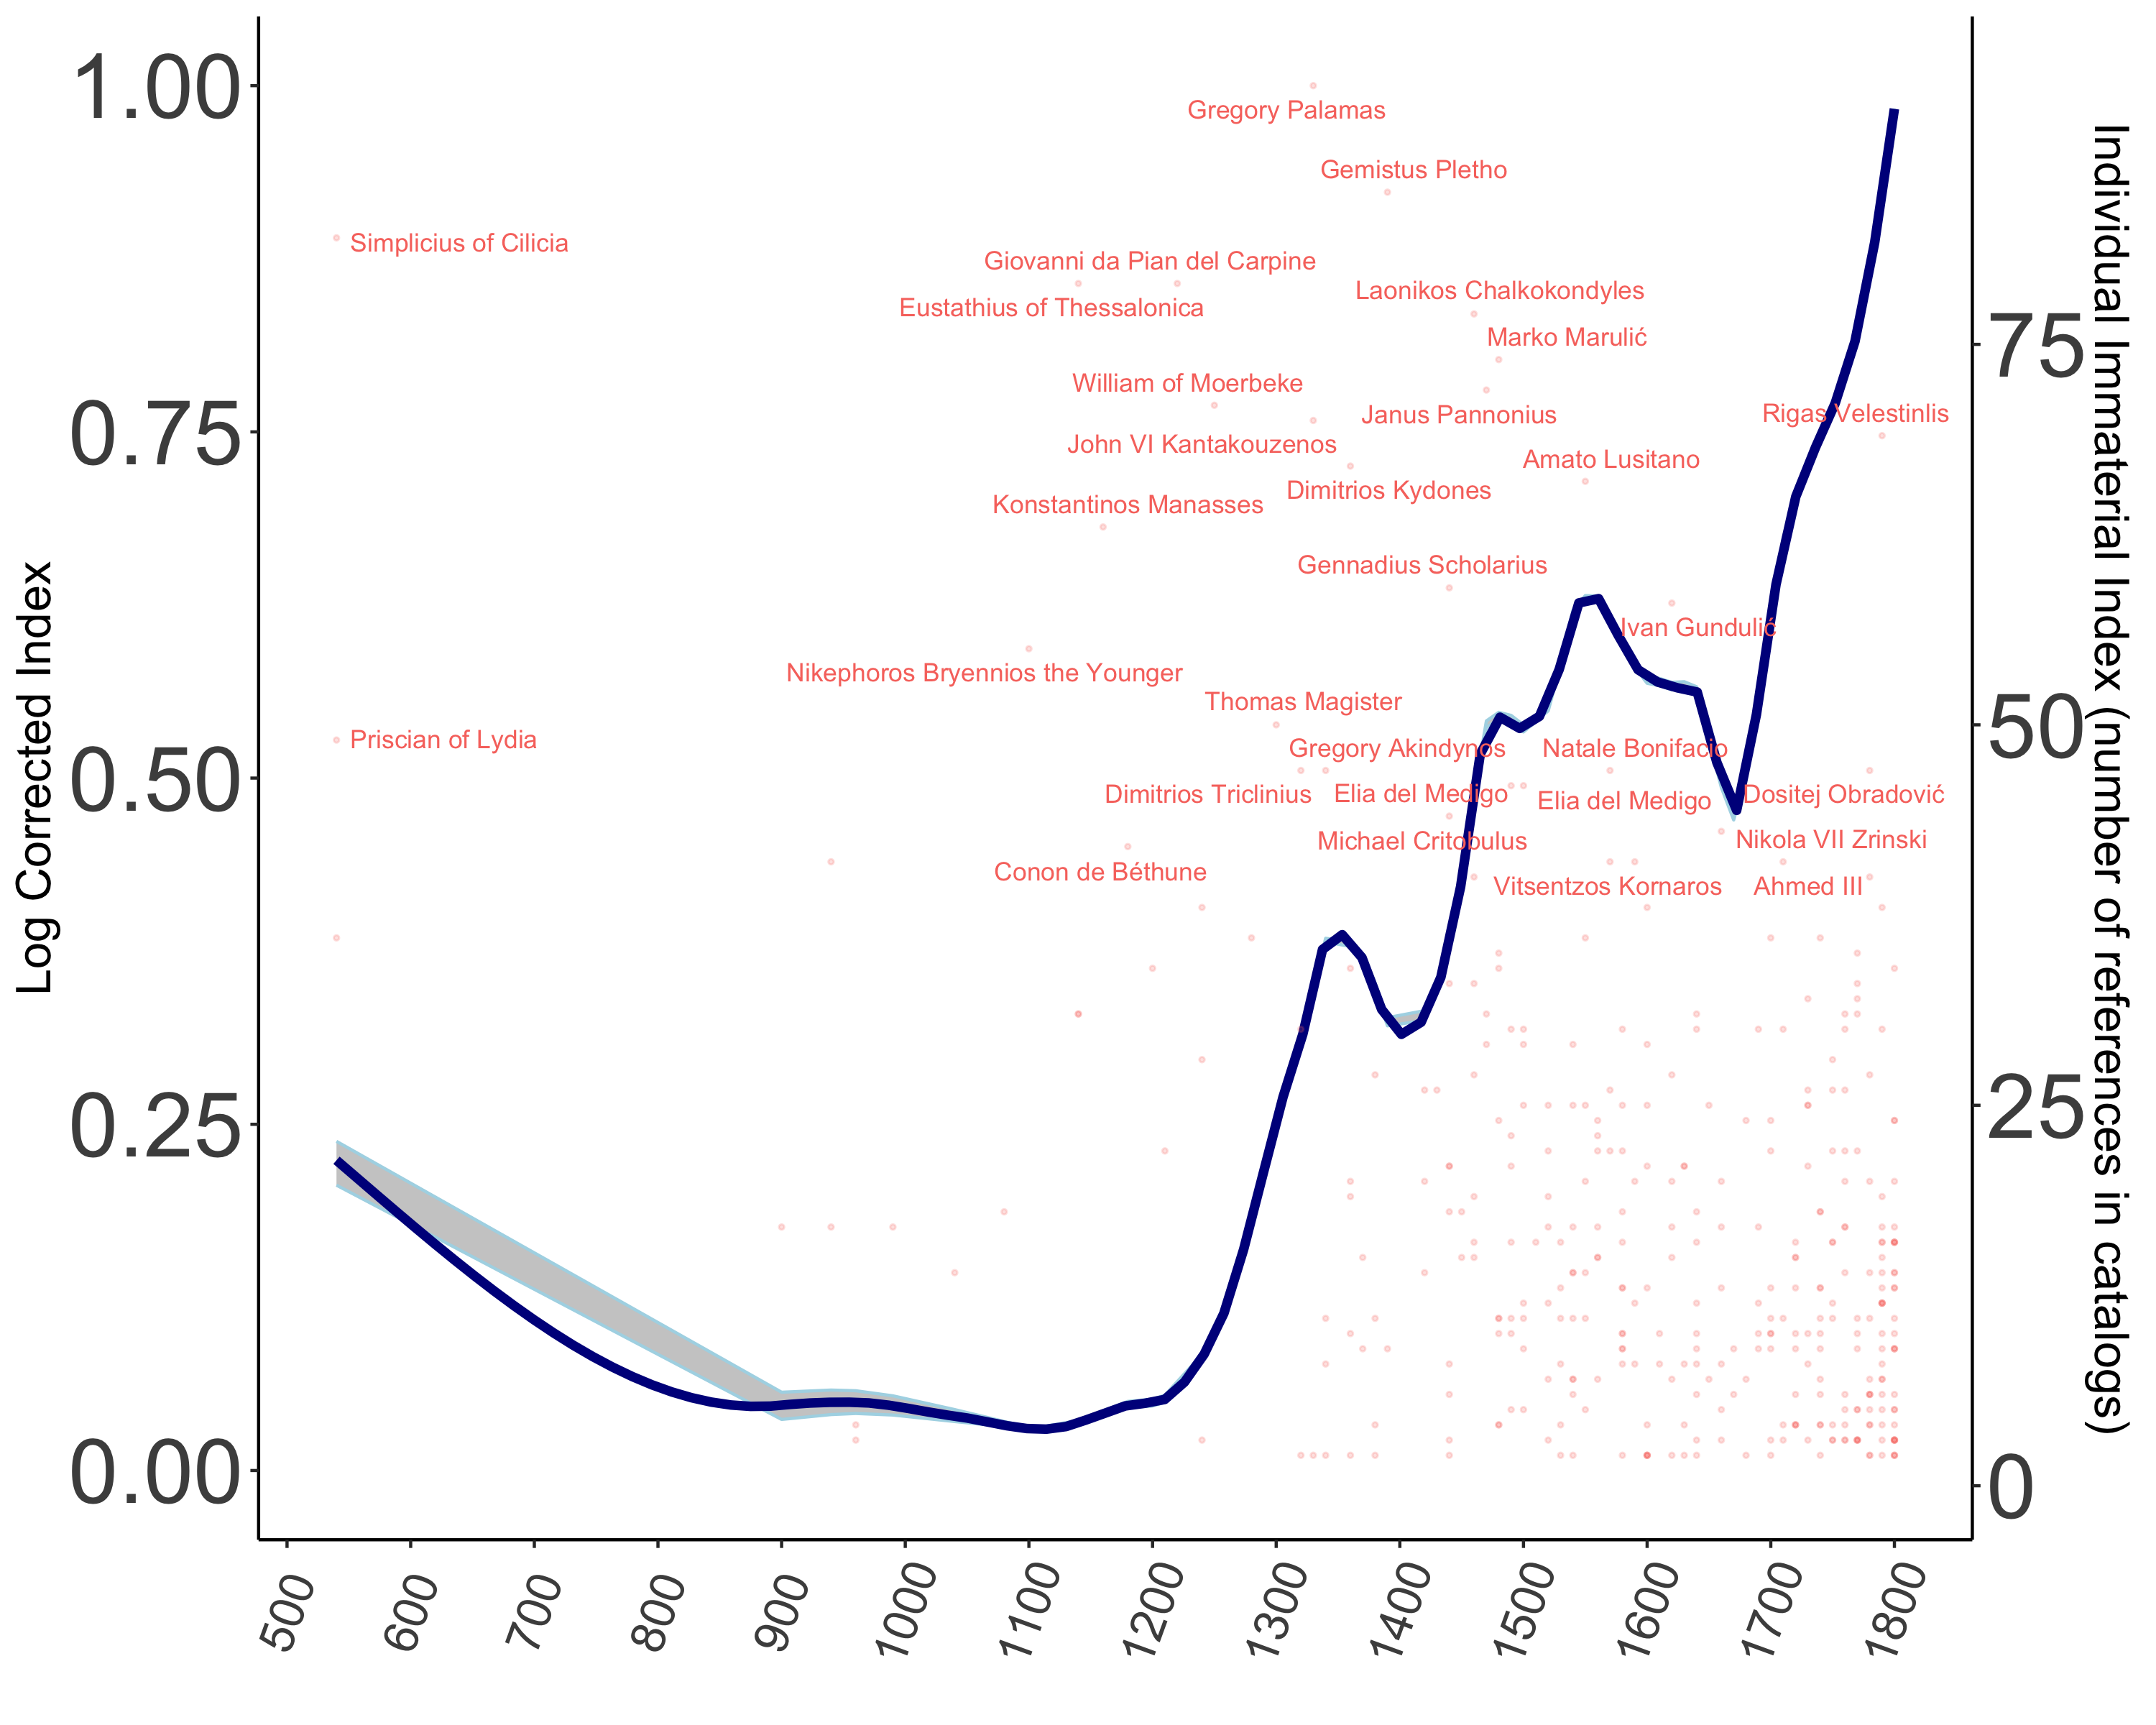 1.00
0.75
0.50
0.25
0.00
Log Corrected Index
Gregory Palamas
Gemistus Pletho
Simplicius of Cilicia
Giovanni da Pian del Carpine
Laonikos Chalkokondyles
Eustathius of Thessalonica
Marko Marulić
William of Moerbeke
Janus Pannonius
Rigas Velestinlis
John VI Kantakouzenos
Amato Lusitano
Dimitrios Kydones
Konstantinos Manasses
Gennadius Scholarius
Ivan Gundulić
Nikephoros Bryennios the Younger
Thomas Magister
Priscian of Lydia
Gregory Akindynos
Natale Bonifacio
Dimitrios Triclinius
Elia del Medigo
Elia del Medigo
Dositej Obradović
Michael Critobulus
Nikola VII Zrinski
Conon de Béthune
Vitsentzos Kornaros
Ahmed III
75
50
25
0
Individual Immaterial Index (number of references in catalogs)
500
600
700
800
900
1000
1100
1200
1300
1400
1500
1600
1700
1800